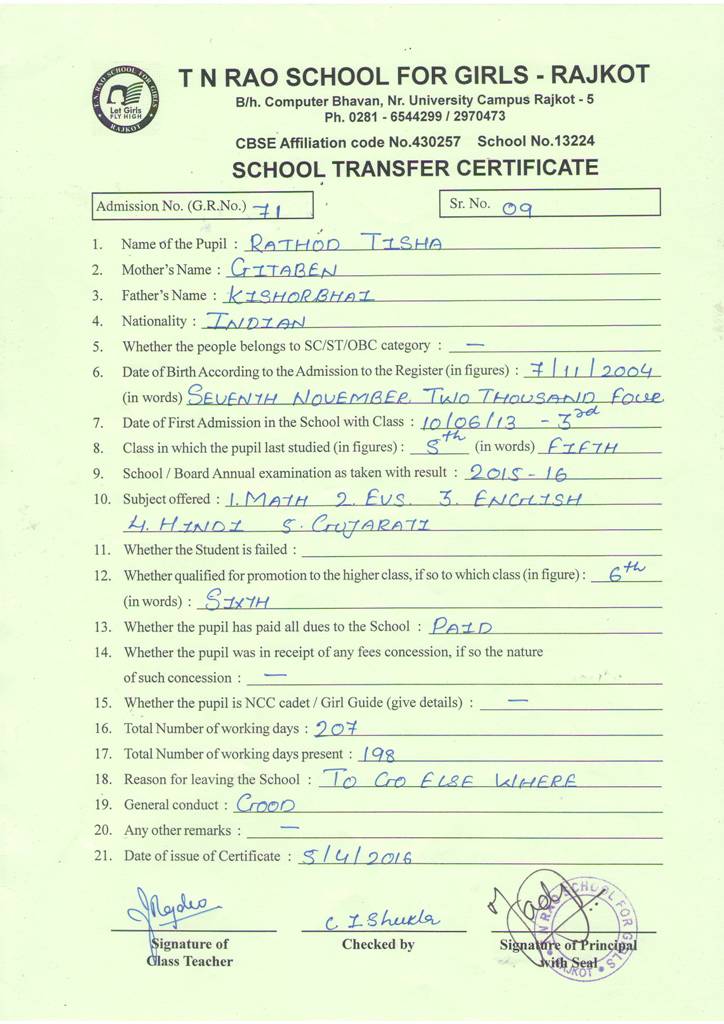 T. N. RAO SCHOOL FOR GIRLS
Let Girls
FLY HIGH
RAJKOT
T N RAO SCHOOL FOR GIRLS - RAJKOT
B/h. Computer Bhavan, Nr. University Campus Rajkot - 5
Ph. 0281 - 6544299 / 2970473
CBSE Affiliation code No.430257 School No.13224
SCHOOL TRANSFER CERTIFICATE
Admission No. (G.R.No.) 71 Sr. No. 09
1. Name of the Pupil : RATHOD TISHA
2. Mother's Name : GITABEN
3. Father's Name : KISHORBHAI
4. Nationality : INDIAN
5. Whether the people belongs to SC/ST/OBC category : —
6. Date of Birth According to the Admission to the Register (in figures) : 7/11/2004
(in words) SEVENTH NOVEMBER TWO THOUSAND FOUR
7. Date of First Admission in the School with Class : 10/06/13 - 3rd
8. Class in which the pupil last studied (in figures) : 5th (in words) FIFTH
9. School / Board Annual examination as taken with result : 2015-16
10. Subject offered : 1. MATH 2. EVS. 3. ENGLISH
4. HINDI 5. GUJARATI
11. Whether the Student is failed :
12. Whether qualified for promotion to the higher class, if so to which class (in figure) : 6th
(in words) : SIXTH
13. Whether the pupil has paid all dues to the School : PAID
14. Whether the pupil was in receipt of any fees concession, if so the nature
of such concession : —
15. Whether the pupil is NCC cadet / Girl Guide (give details) : —
16. Total Number of working days : 207
17. Total Number of working days present : 198
18. Reason for leaving the School : TO GO ELSE WHERE
19. General conduct : GOOD
20. Any other remarks : —
21. Date of issue of Certificate : 5/4/2016
C I Shukla
Signature of Class Teacher
Checked by
Signature of Principal with Seal
N RAO SCHOOL FOR GIRLS
RAJKOT